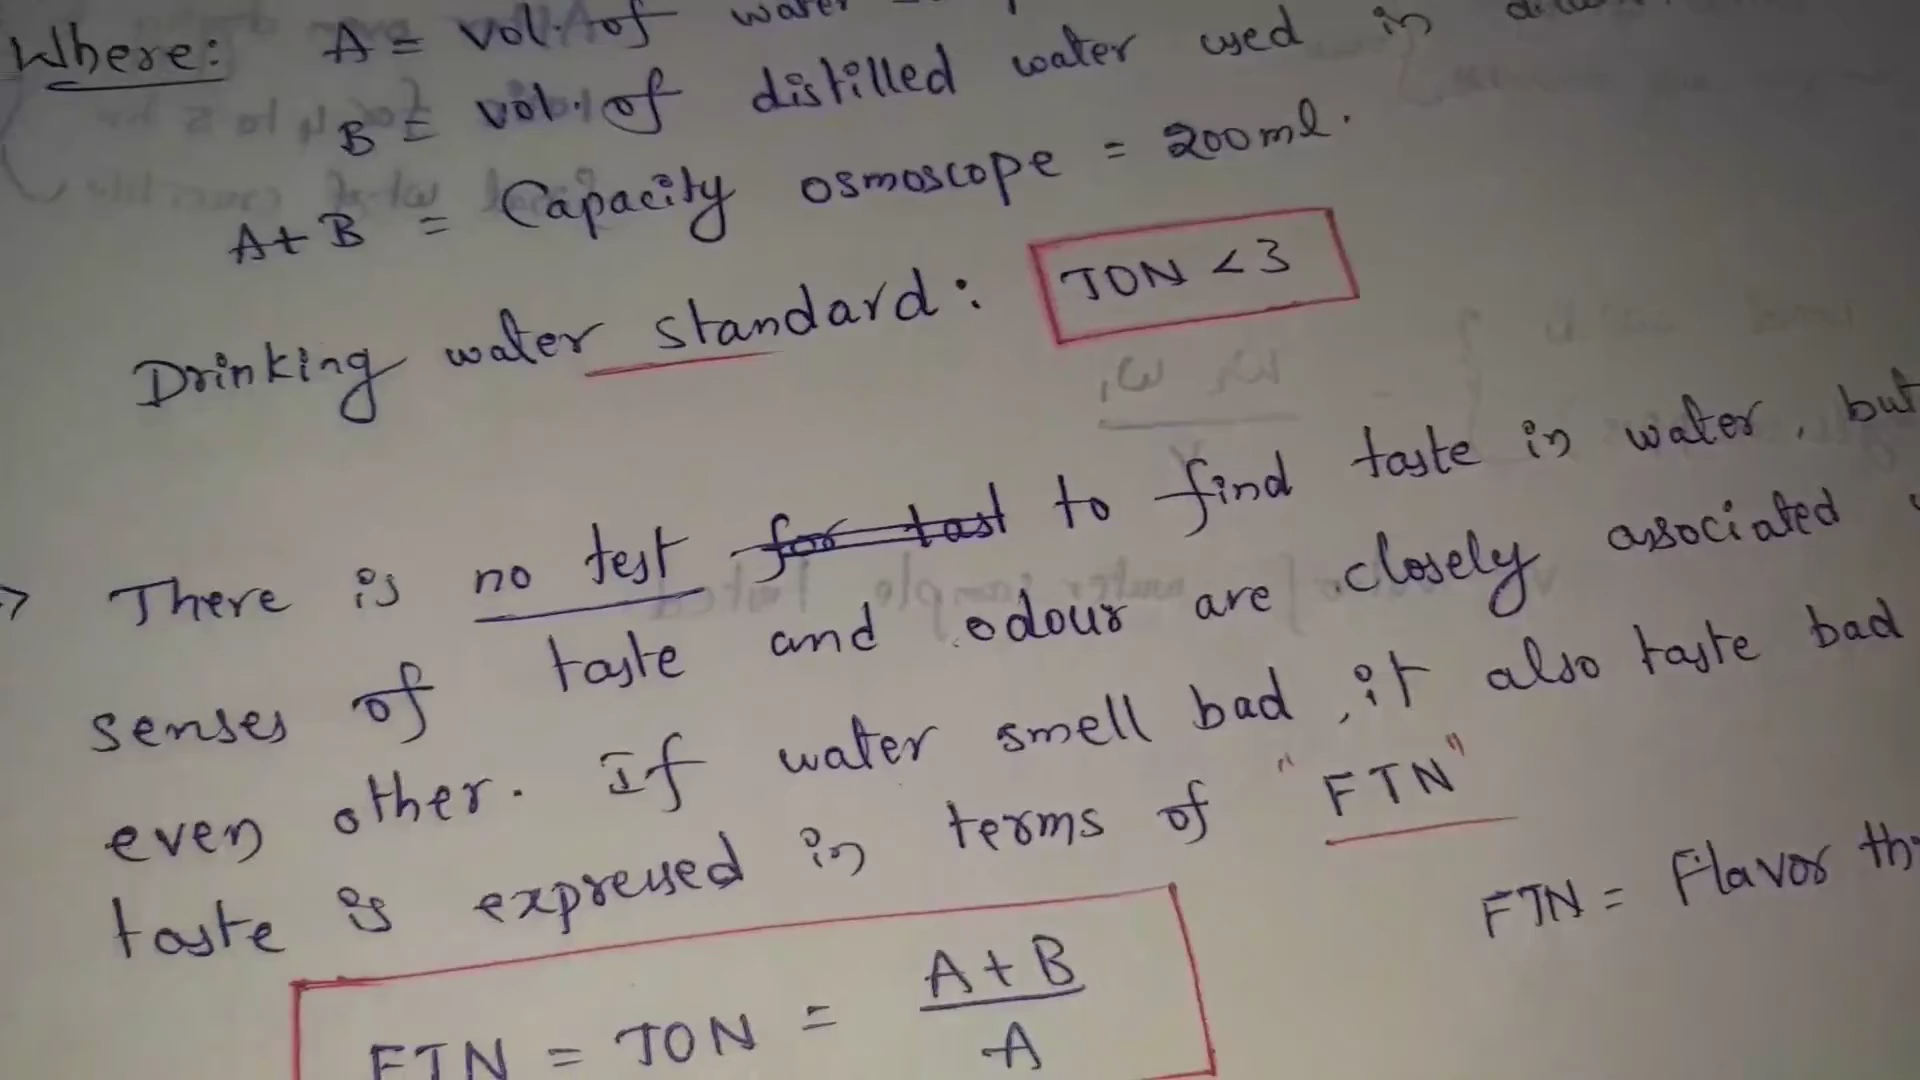 Where: A = vol. of water
B = vol. of distilled water used in
A+B = Capacity osmoscope = 200ml.
Drinking water standard: TON <3
There is no test for tast to find taste in water, but
senses of taste and odour are closely associated
even other. If water smell bad, it also taste bad
taste is expressed in terms of "FTN"
FTN = Flavor
FTN = TON = A+B
A